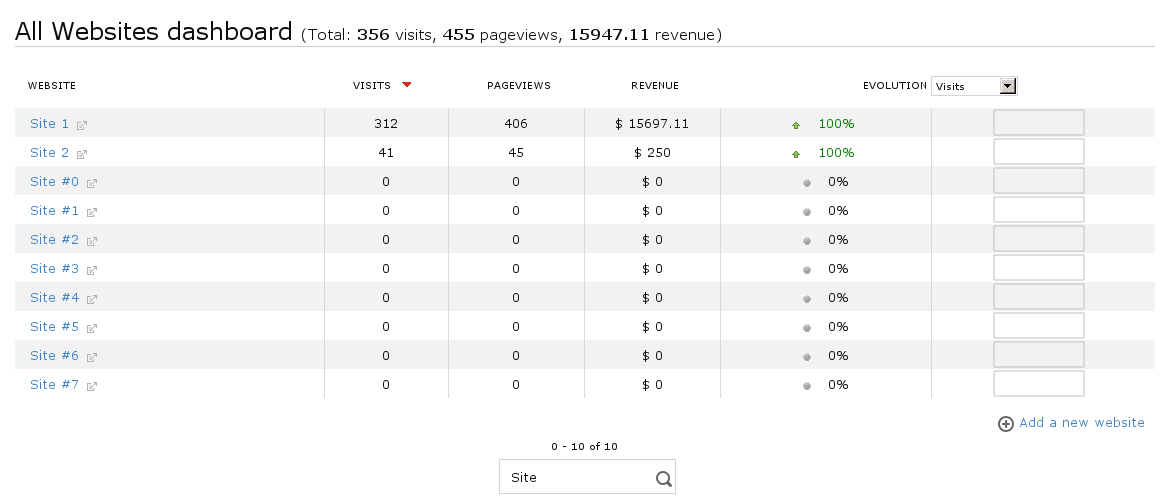 All Websites dashboard (Total: 356 visits, 455 pageviews, 15947.11 revenue)
WEBSITE VISITS PAGEVIEWS REVENUE EVOLUTION Visits
Site 1 312 406 $ 15697.11 100%
Site 2 41 45 $ 250 100%
Site #0 0 0 $ 0 0%
Site #1 0 0 $ 0 0%
Site #2 0 0 $ 0 0%
Site #3 0 0 $ 0 0%
Site #4 0 0 $ 0 0%
Site #5 0 0 $ 0 0%
Site #6 0 0 $ 0 0%
Site #7 0 0 $ 0 0%
Add a new website
0 - 10 of 10
Site